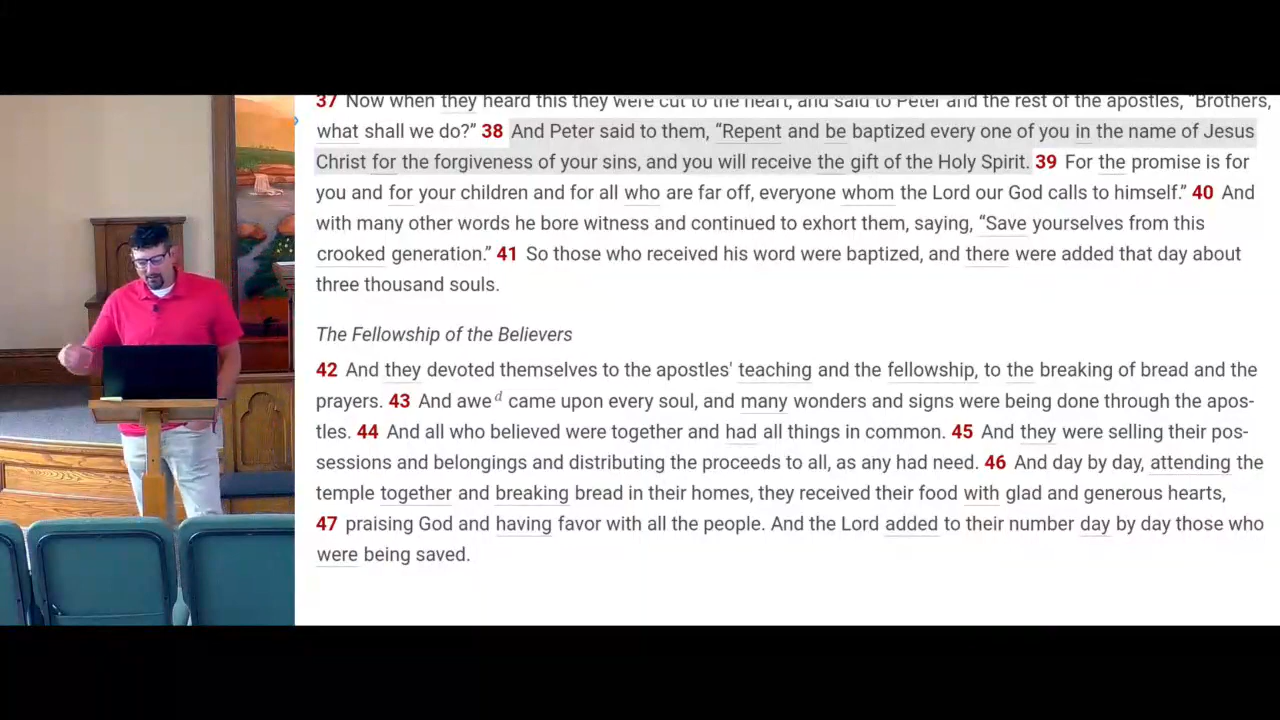 37 Now when they heard this they were cut to the heart, and said to Peter and the rest of the apostles, “Brothers,
what shall we do?” 38 And Peter said to them, “Repent and be baptized every one of you in the name of Jesus
Christ for the forgiveness of your sins, and you will receive the gift of the Holy Spirit. 39 For the promise is for
you and for your children and for all who are far off, everyone whom the Lord our God calls to himself.” 40 And
with many other words he bore witness and continued to exhort them, saying, “Save yourselves from this
crooked generation.” 41 So those who received his word were baptized, and there were added that day about
three thousand souls.
The Fellowship of the Believers
42 And they devoted themselves to the apostles' teaching and the fellowship, to the breaking of bread and the
prayers. 43 And awe d came upon every soul, and many wonders and signs were being done through the apos-
tles. 44 And all who believed were together and had all things in common. 45 And they were selling their pos-
sessions and belongings and distributing the proceeds to all, as any had need. 46 And day by day, attending the
temple together and breaking bread in their homes, they received their food with glad and generous hearts,
47 praising God and having favor with all the people. And the Lord added to their number day by day those who
were being saved.